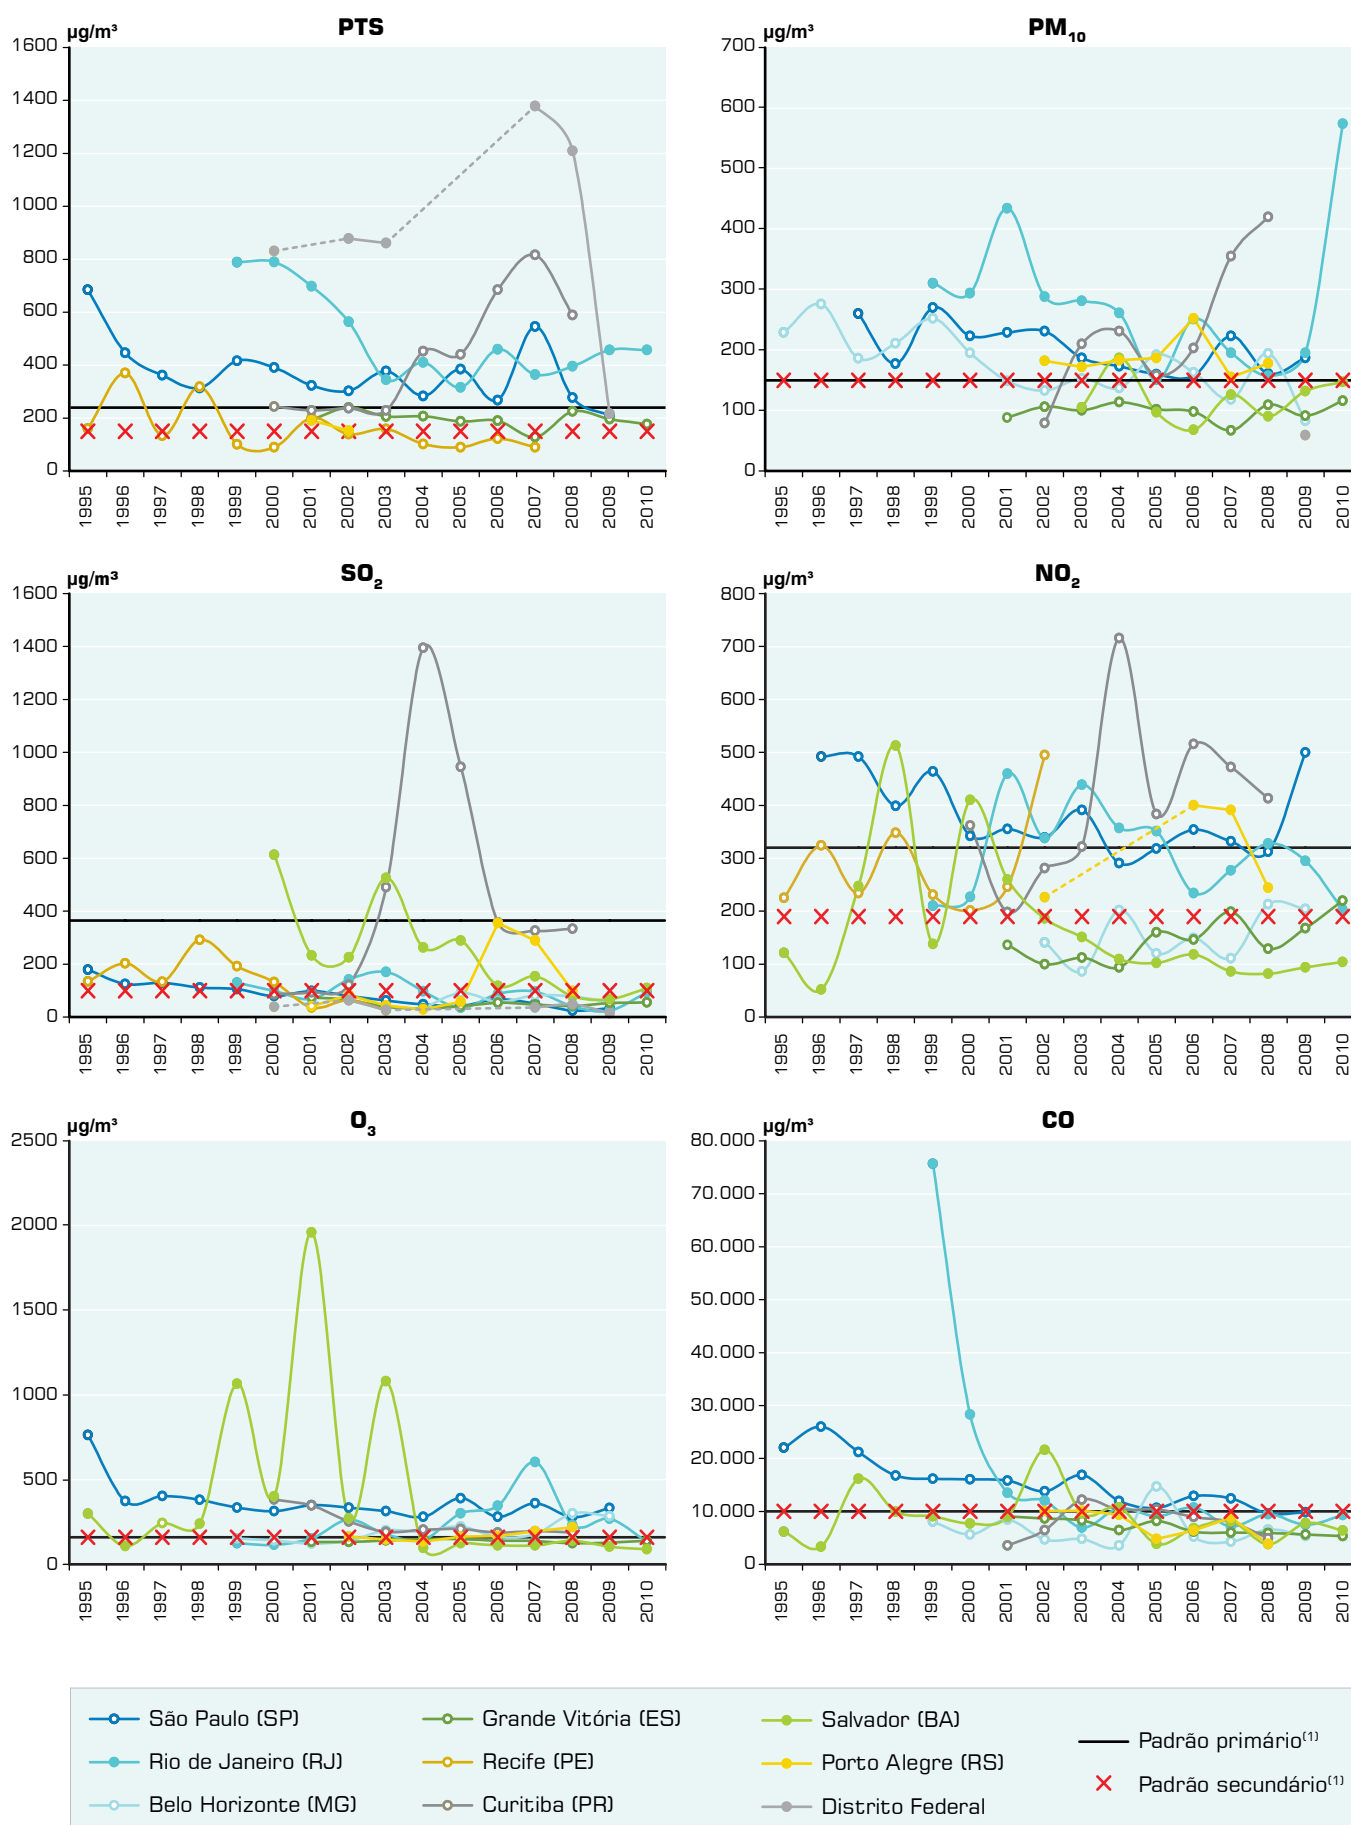 PTS
µg/m³
1600
1400
1200
1000
800
600
400
200
0
1995 1996 1997 1998 1999 2000 2001 2002 2003 2004 2005 2006 2007 2008 2009 2010
PM₁₀
µg/m³
700
600
500
400
300
200
100
0
1995 1996 1997 1998 1999 2000 2001 2002 2003 2004 2005 2006 2007 2008 2009 2010
SO₂
µg/m³
1600
1400
1200
1000
800
600
400
200
0
1995 1996 1997 1998 1999 2000 2001 2002 2003 2004 2005 2006 2007 2008 2009 2010
NO₂
µg/m³
800
700
600
500
400
300
200
100
0
1995 1996 1997 1998 1999 2000 2001 2002 2003 2004 2005 2006 2007 2008 2009 2010
O₃
µg/m³
2500
2000
1500
1000
500
0
1995 1996 1997 1998 1999 2000 2001 2002 2003 2004 2005 2006 2007 2008 2009 2010
CO
µg/m³
80.000
70.000
60.000
50.000
40.000
30.000
20.000
10.000
0
1995 1996 1997 1998 1999 2000 2001 2002 2003 2004 2005 2006 2007 2008 2009 2010
São Paulo (SP)
Rio de Janeiro (RJ)
Belo Horizonte (MG)
Grande Vitória (ES)
Recife (PE)
Curitiba (PR)
Salvador (BA)
Porto Alegre (RS)
Distrito Federal
Padrão primário⁽¹⁾
Padrão secundário⁽¹⁾